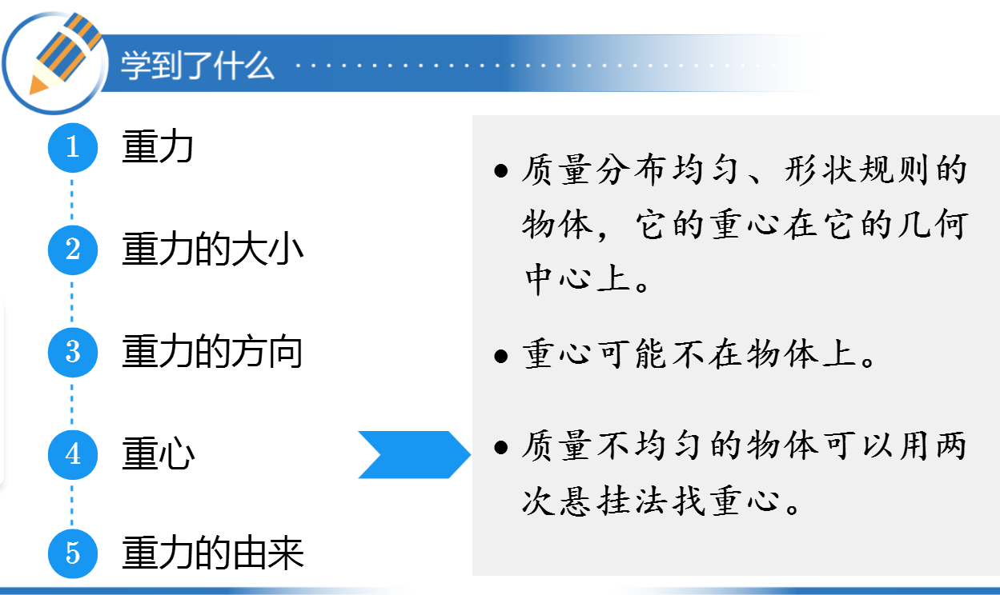 学到了什么
1 重力
2 重力的大小
3 重力的方向
4 重心
5 重力的由来
• 质量分布均匀、形状规则的
物体，它的重心在它的几何
中心上。
• 重心可能不在物体上。
• 质量不均匀的物体可以用两
次悬挂法找重心。